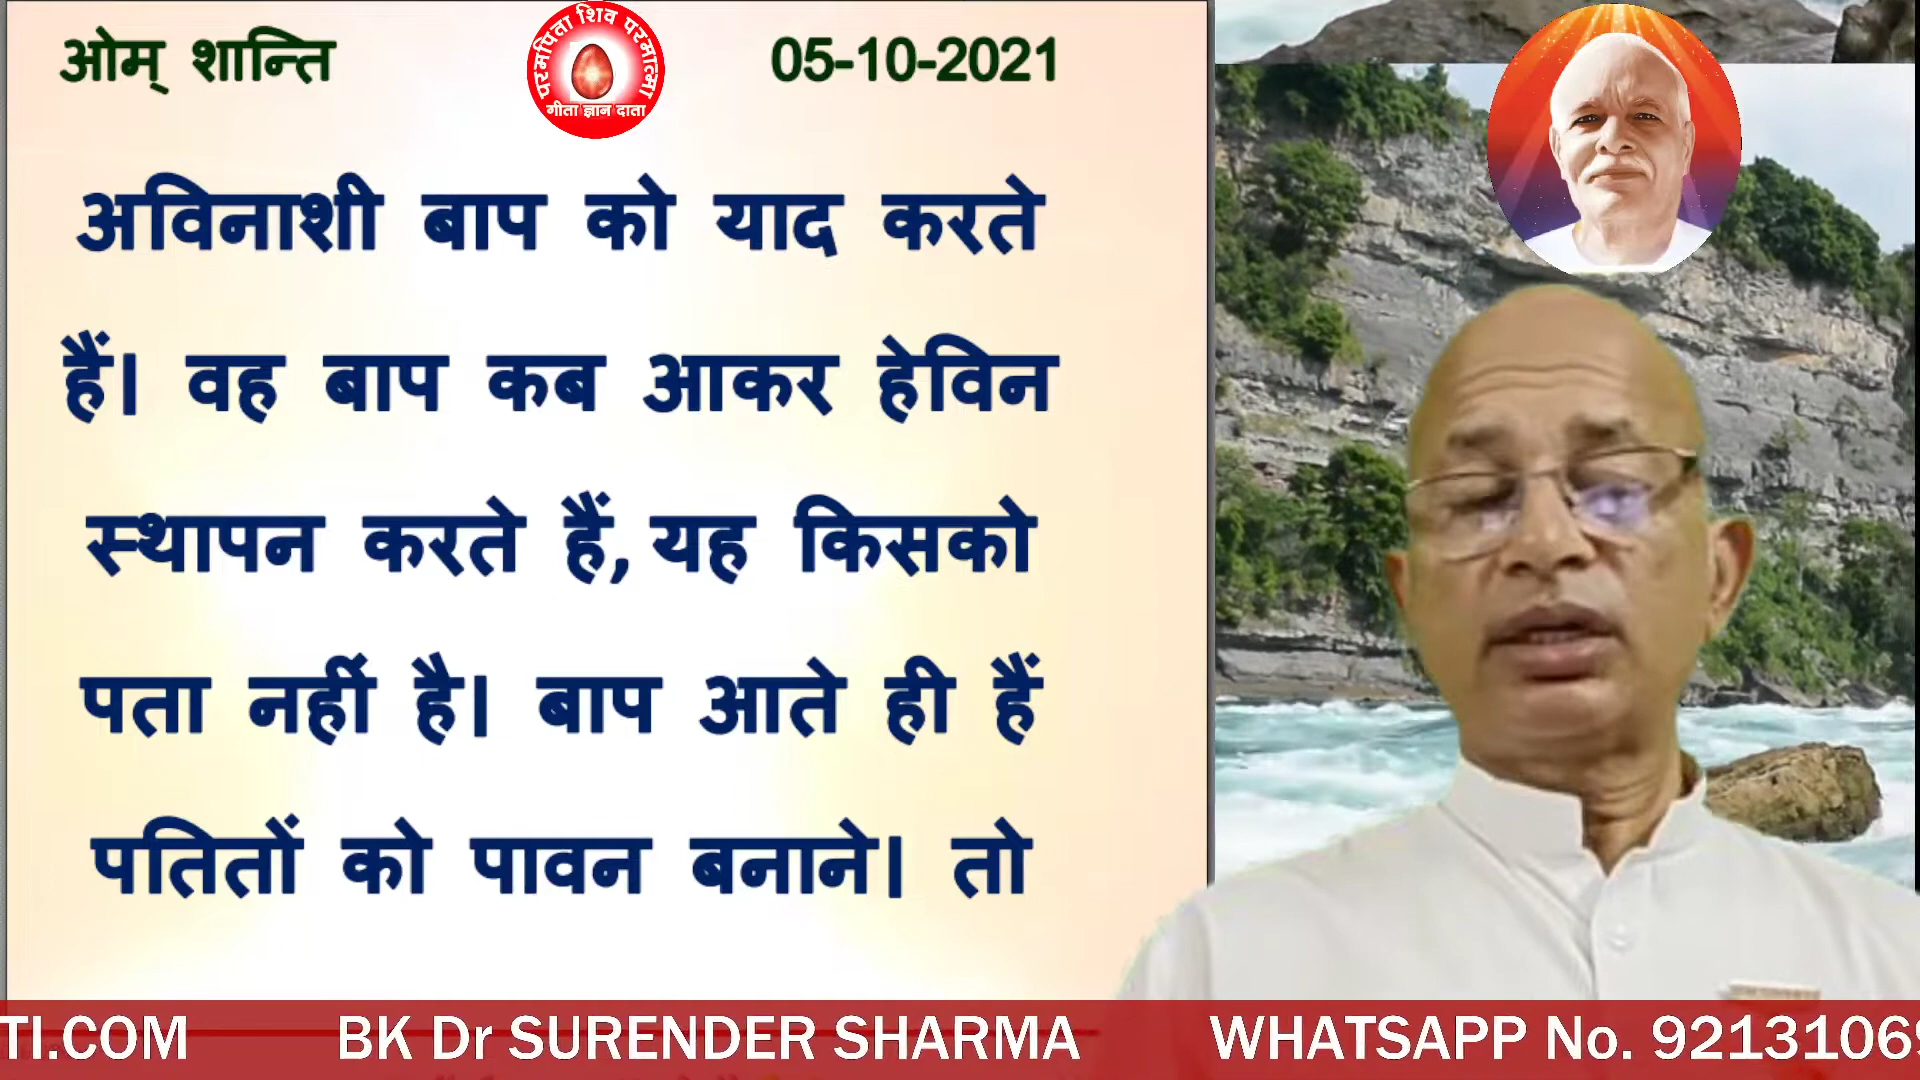 ओम् शान्ति
परमपिता शिव परमात्मा
गीता ज्ञान दाता
05-10-2021
अविनाशी बाप को याद करते
हैं। वह बाप कब आकर हेविन
स्थापन करते हैं, यह किसको
पता नहीं है। बाप आते ही हैं
पतितों को पावन बनाने। तो
TI.COM BK Dr SURENDER SHARMA WHATSAPP No. 92131069